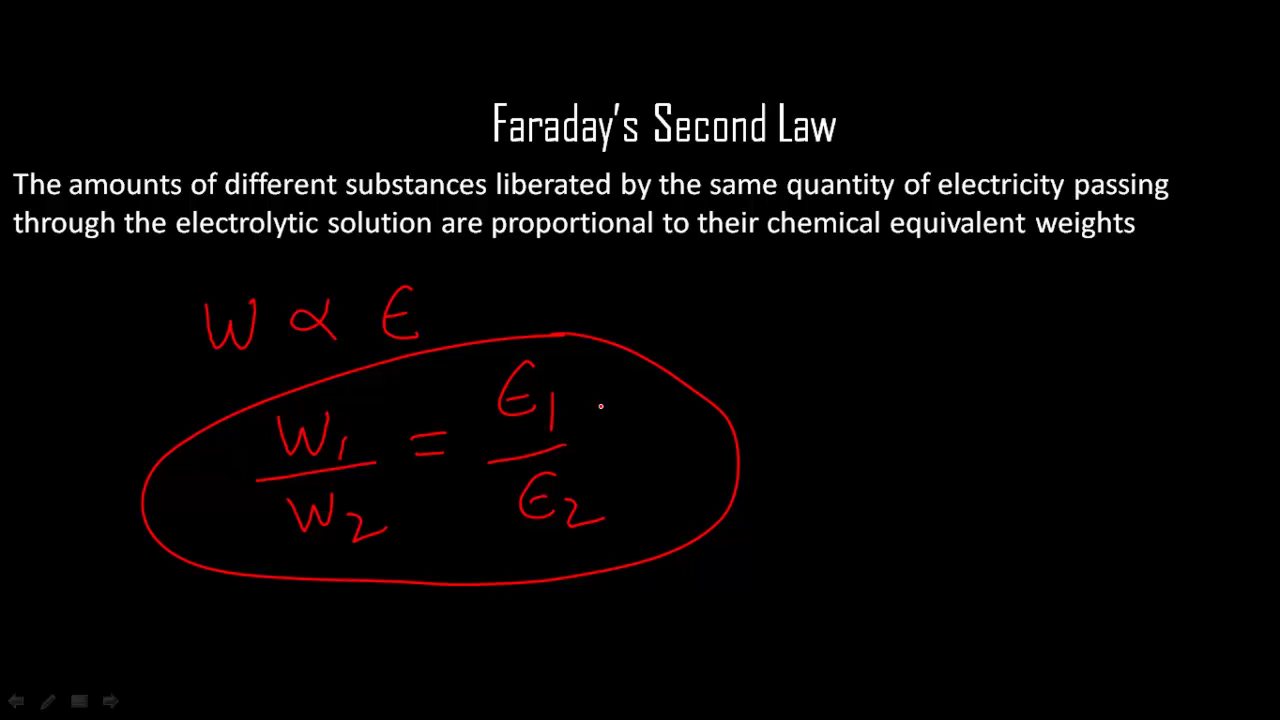 Faraday's Second Law
The amounts of different substances liberated by the same quantity of electricity passing
through the electrolytic solution are proportional to their chemical equivalent weights
W ∝ E
W1/W2 = E1/E2